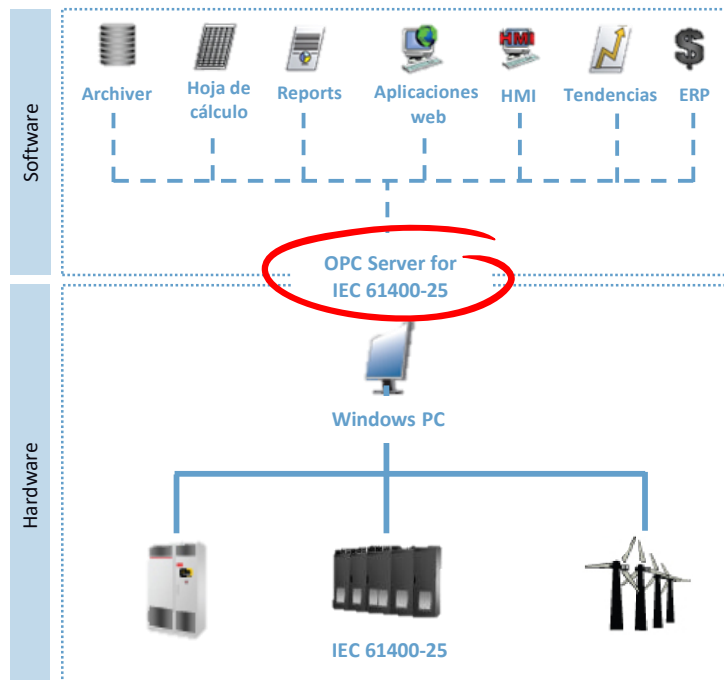 Software
Archiver
Hoja de
cálculo
Reports
Aplicaciones
web
HMI
HMI
Tendencias
$
ERP
OPC Server for
IEC 61400-25
Hardware
Windows PC
IEC 61400-25